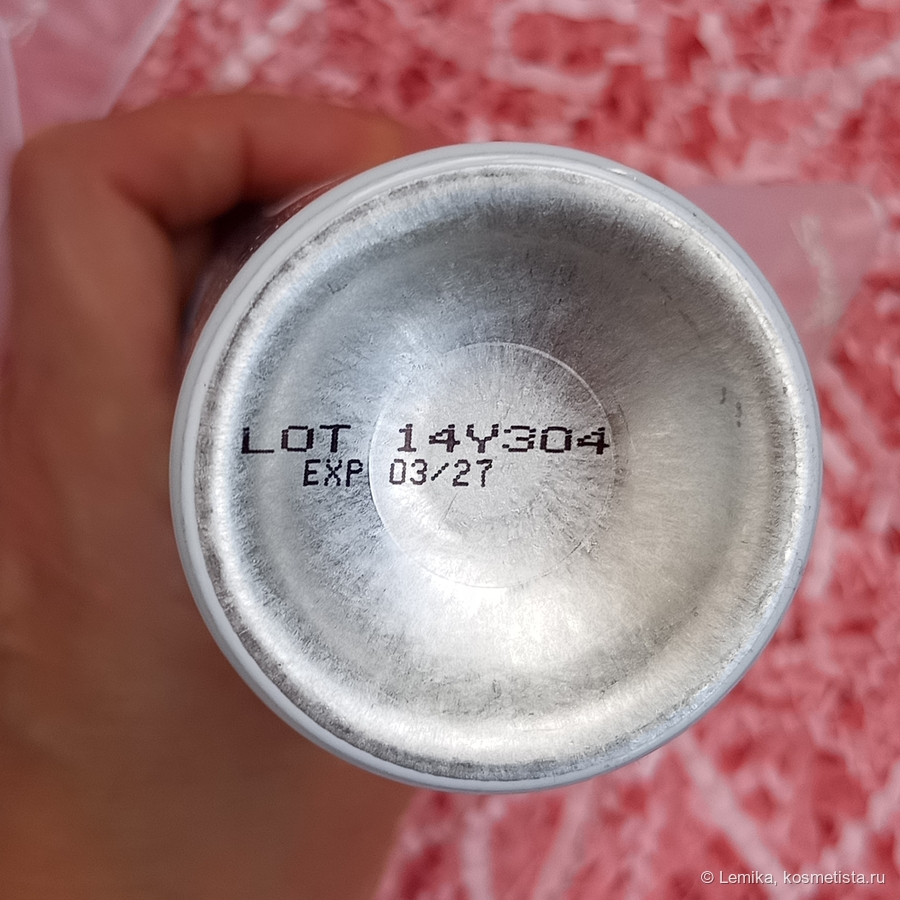 LOT 14Y304
EXP 03/27
© Lemika, kosmetista.ru